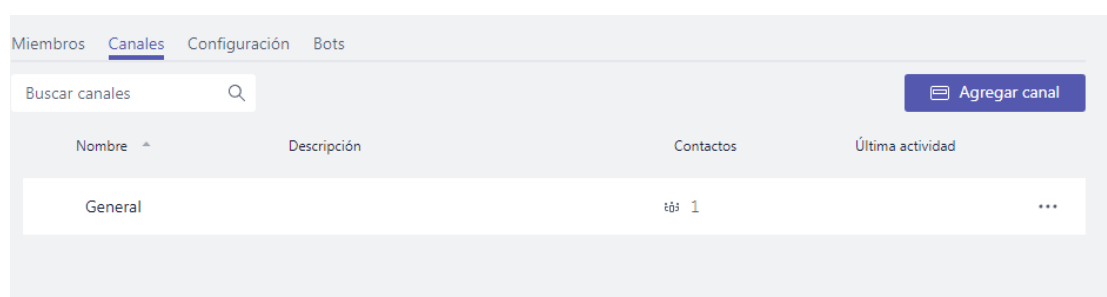 Miembros Canales Configuración Bots
Buscar canales Agregar canal
Nombre Descripción Contactos Última actividad
General 1